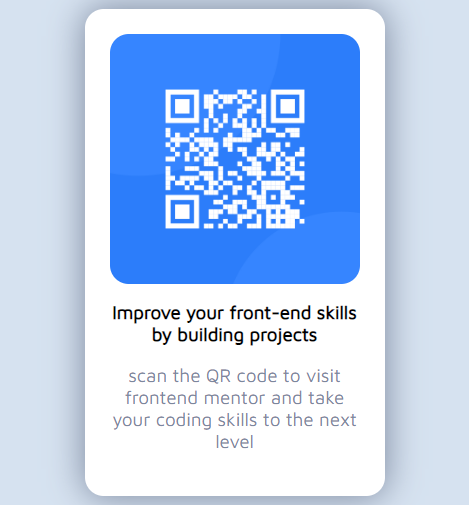 Improve your front-end skills
by building projects
scan the QR code to visit
frontend mentor and take
your coding skills to the next
level